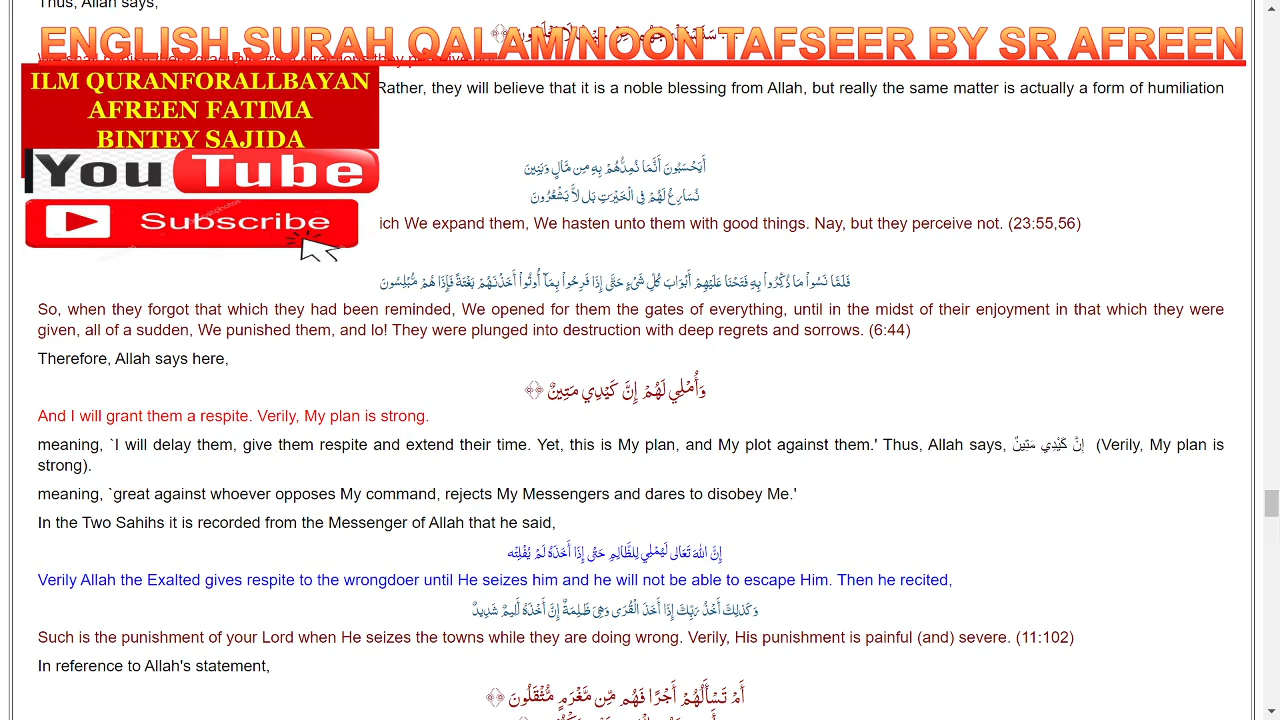 Thus, Allah says,
ENGLISH,SURAH QALAM/NOON TAFSEER BY SR AFREEN
ILM QURANFORALLBAYAN
AFREEN FATIMA
BINTEY SAJIDA
YouTube
Subscribe
Rather, they will believe that it is a noble blessing from Allah, but really the same matter is actually a form of humiliation
أَيَحْسَبُونَ أَنَّمَا نُمِدُّهُمْ بِهِ مِن مَّالٍ وَبَنِينَ
نُسَارِعُ لَهُمْ فِى الْخَيْرَتِ بَل لاَّ يَشْعُرُونَ
ich We expand them, We hasten unto them with good things. Nay, but they perceive not. (23:55,56)
فَلَمَّا نَسُواْ مَا ذُكِّرُواْ بِهِ فَتَحْنَا عَلَيْهِمْ أَبْوَابَ كُلِّ شَىْءٍ حَتَّى إِذَا فَرِحُواْ بِمَآ أُوتُواْ أَخَذْنَـهُمْ بَغْتَةً فَإِذَا هُمْ مُّبْلِسُونَ
So, when they forgot that which they had been reminded, We opened for them the gates of everything, until in the midst of their enjoyment in that which they were
given, all of a sudden, We punished them, and lo! They were plunged into destruction with deep regrets and sorrows. (6:44)
Therefore, Allah says here,
وَأُمْلِي لَهُمْ إِنَّ كَيْدِي مَتِينٌ
And I will grant them a respite. Verily, My plan is strong.
meaning, `I will delay them, give them respite and extend their time. Yet, this is My plan, and My plot against them.' Thus, Allah says, إِنَّ كَيْدِي مَتِينٌ (Verily, My plan is
strong).
meaning, `great against whoever opposes My command, rejects My Messengers and dares to disobey Me.'
In the Two Sahihs it is recorded from the Messenger of Allah that he said,
إِنَّ اللهَ تَعَالى لَيُمْلِي لِلظَّالِمِ حَتْى إِذَا أَخَذَهُ لَمْ يُفْلِتْه
Verily Allah the Exalted gives respite to the wrongdoer until He seizes him and he will not be able to escape Him. Then he recited,
وَكَذلِكَ أَخْذُ رَبِّكَ إِذَا أَخَذَ الْقُرَى وَهِىَ ظَـلِمَةٌ إِنَّ أَخْذَهُ أَلِيمٌ شَدِيدٌ
Such is the punishment of your Lord when He seizes the towns while they are doing wrong. Verily, His punishment is painful (and) severe. (11:102)
In reference to Allah's statement,
أَمْ تَسْأَلُهُمْ أَجْرًا فَهُم مِّن مَّغْرَمٍ مُّثْقَلُونَ